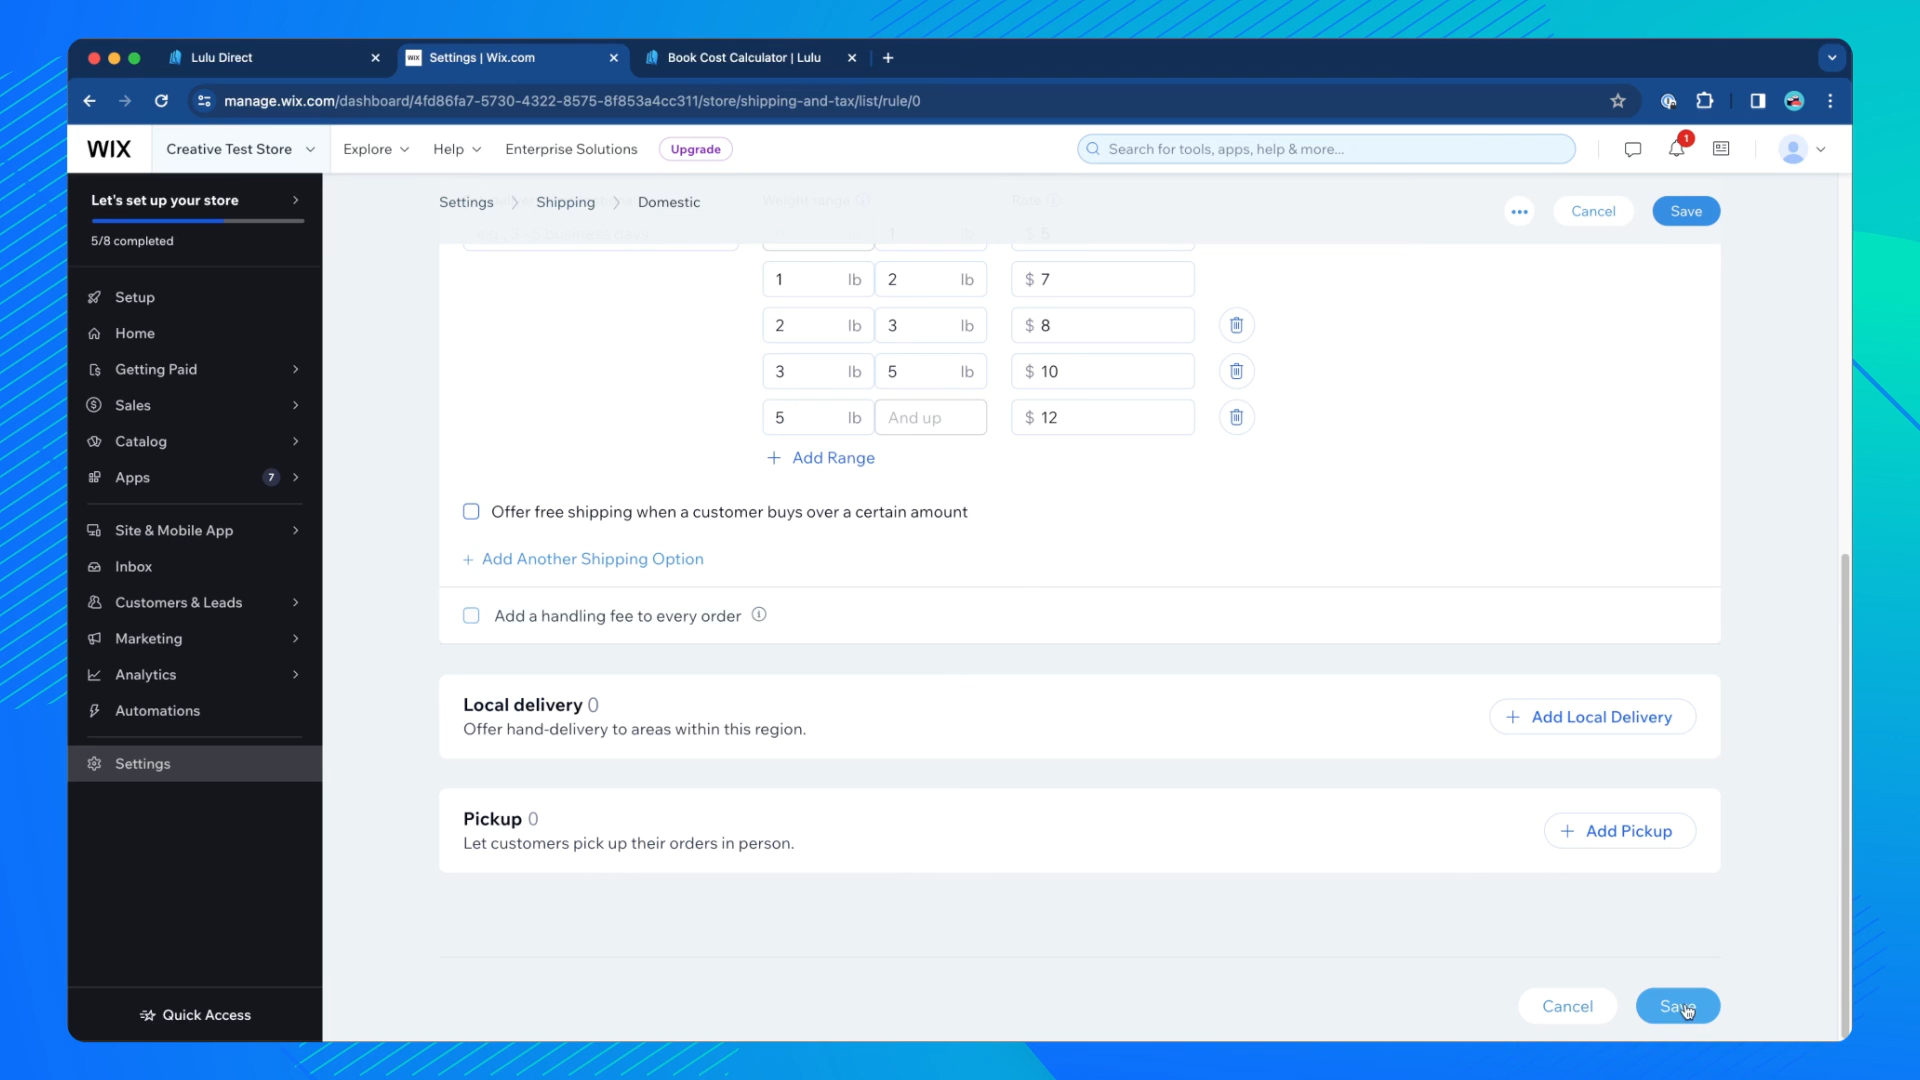 Lulu Direct
WIX Settings | Wix.com
Book Cost Calculator | Lulu
manage.wix.com/dashboard/4fd86fa7-5730-4322-8575-8f853a4cc311/store/shipping-and-tax/list/rule/0
WIX
Creative Test Store
Explore
Help
Enterprise Solutions
Upgrade
Search for tools, apps, help & more...
1
Let's set up your store
5/8 completed
Setup
Home
Getting Paid
Sales
Catalog
Apps 7
Site & Mobile App
Inbox
Customers & Leads
Marketing
Analytics
Automations
Settings
Quick Access
Settings > Shipping > Domestic
Weight range
Rate
Cancel
Save
1 lb $ 5
1 lb 2 lb $ 7
2 lb 3 lb $ 8
3 lb 5 lb $ 10
5 lb And up $ 12
+ Add Range
Offer free shipping when a customer buys over a certain amount
+ Add Another Shipping Option
Add a handling fee to every order
Local delivery 0
Offer hand-delivery to areas within this region.
+ Add Local Delivery
Pickup 0
Let customers pick up their orders in person.
+ Add Pickup
Cancel
Save